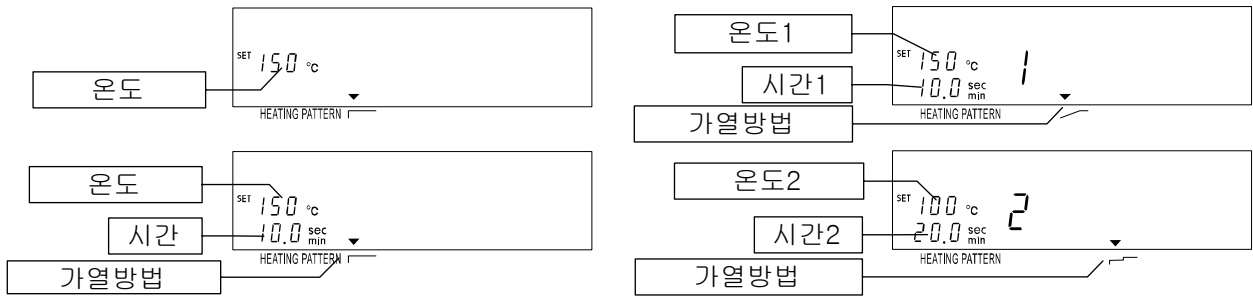 SET 150 °C
온도
HEATING PATTERN
온도1
SET 150 °C 1
시간1
10.0 sec min
HEATING PATTERN
가열방법
온도
SET 150 °C
시간
10.0 sec min
HEATING PATTERN
가열방법
온도2
SET 100 °C 2
시간2
20.0 sec min
HEATING PATTERN
가열방법